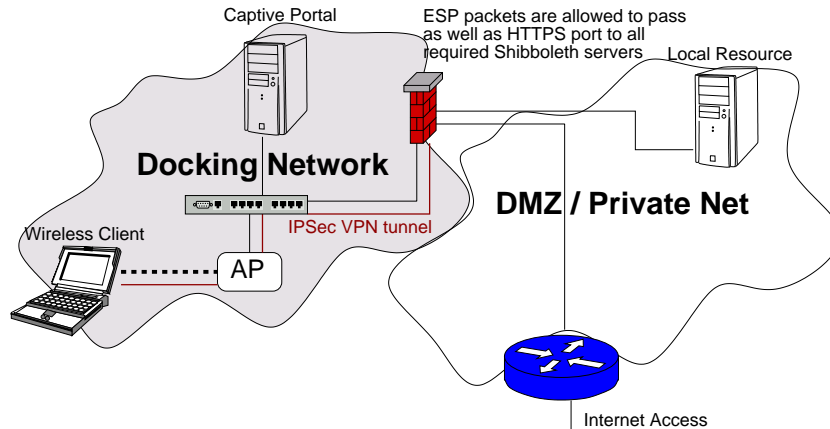 Captive Portal
ESP packets are allowed to pass
as well as HTTPS port to all
required Shibboleth servers
Local Resource
Docking Network
DMZ / Private Net
IPSec VPN tunnel
Wireless Client
AP
Internet Access